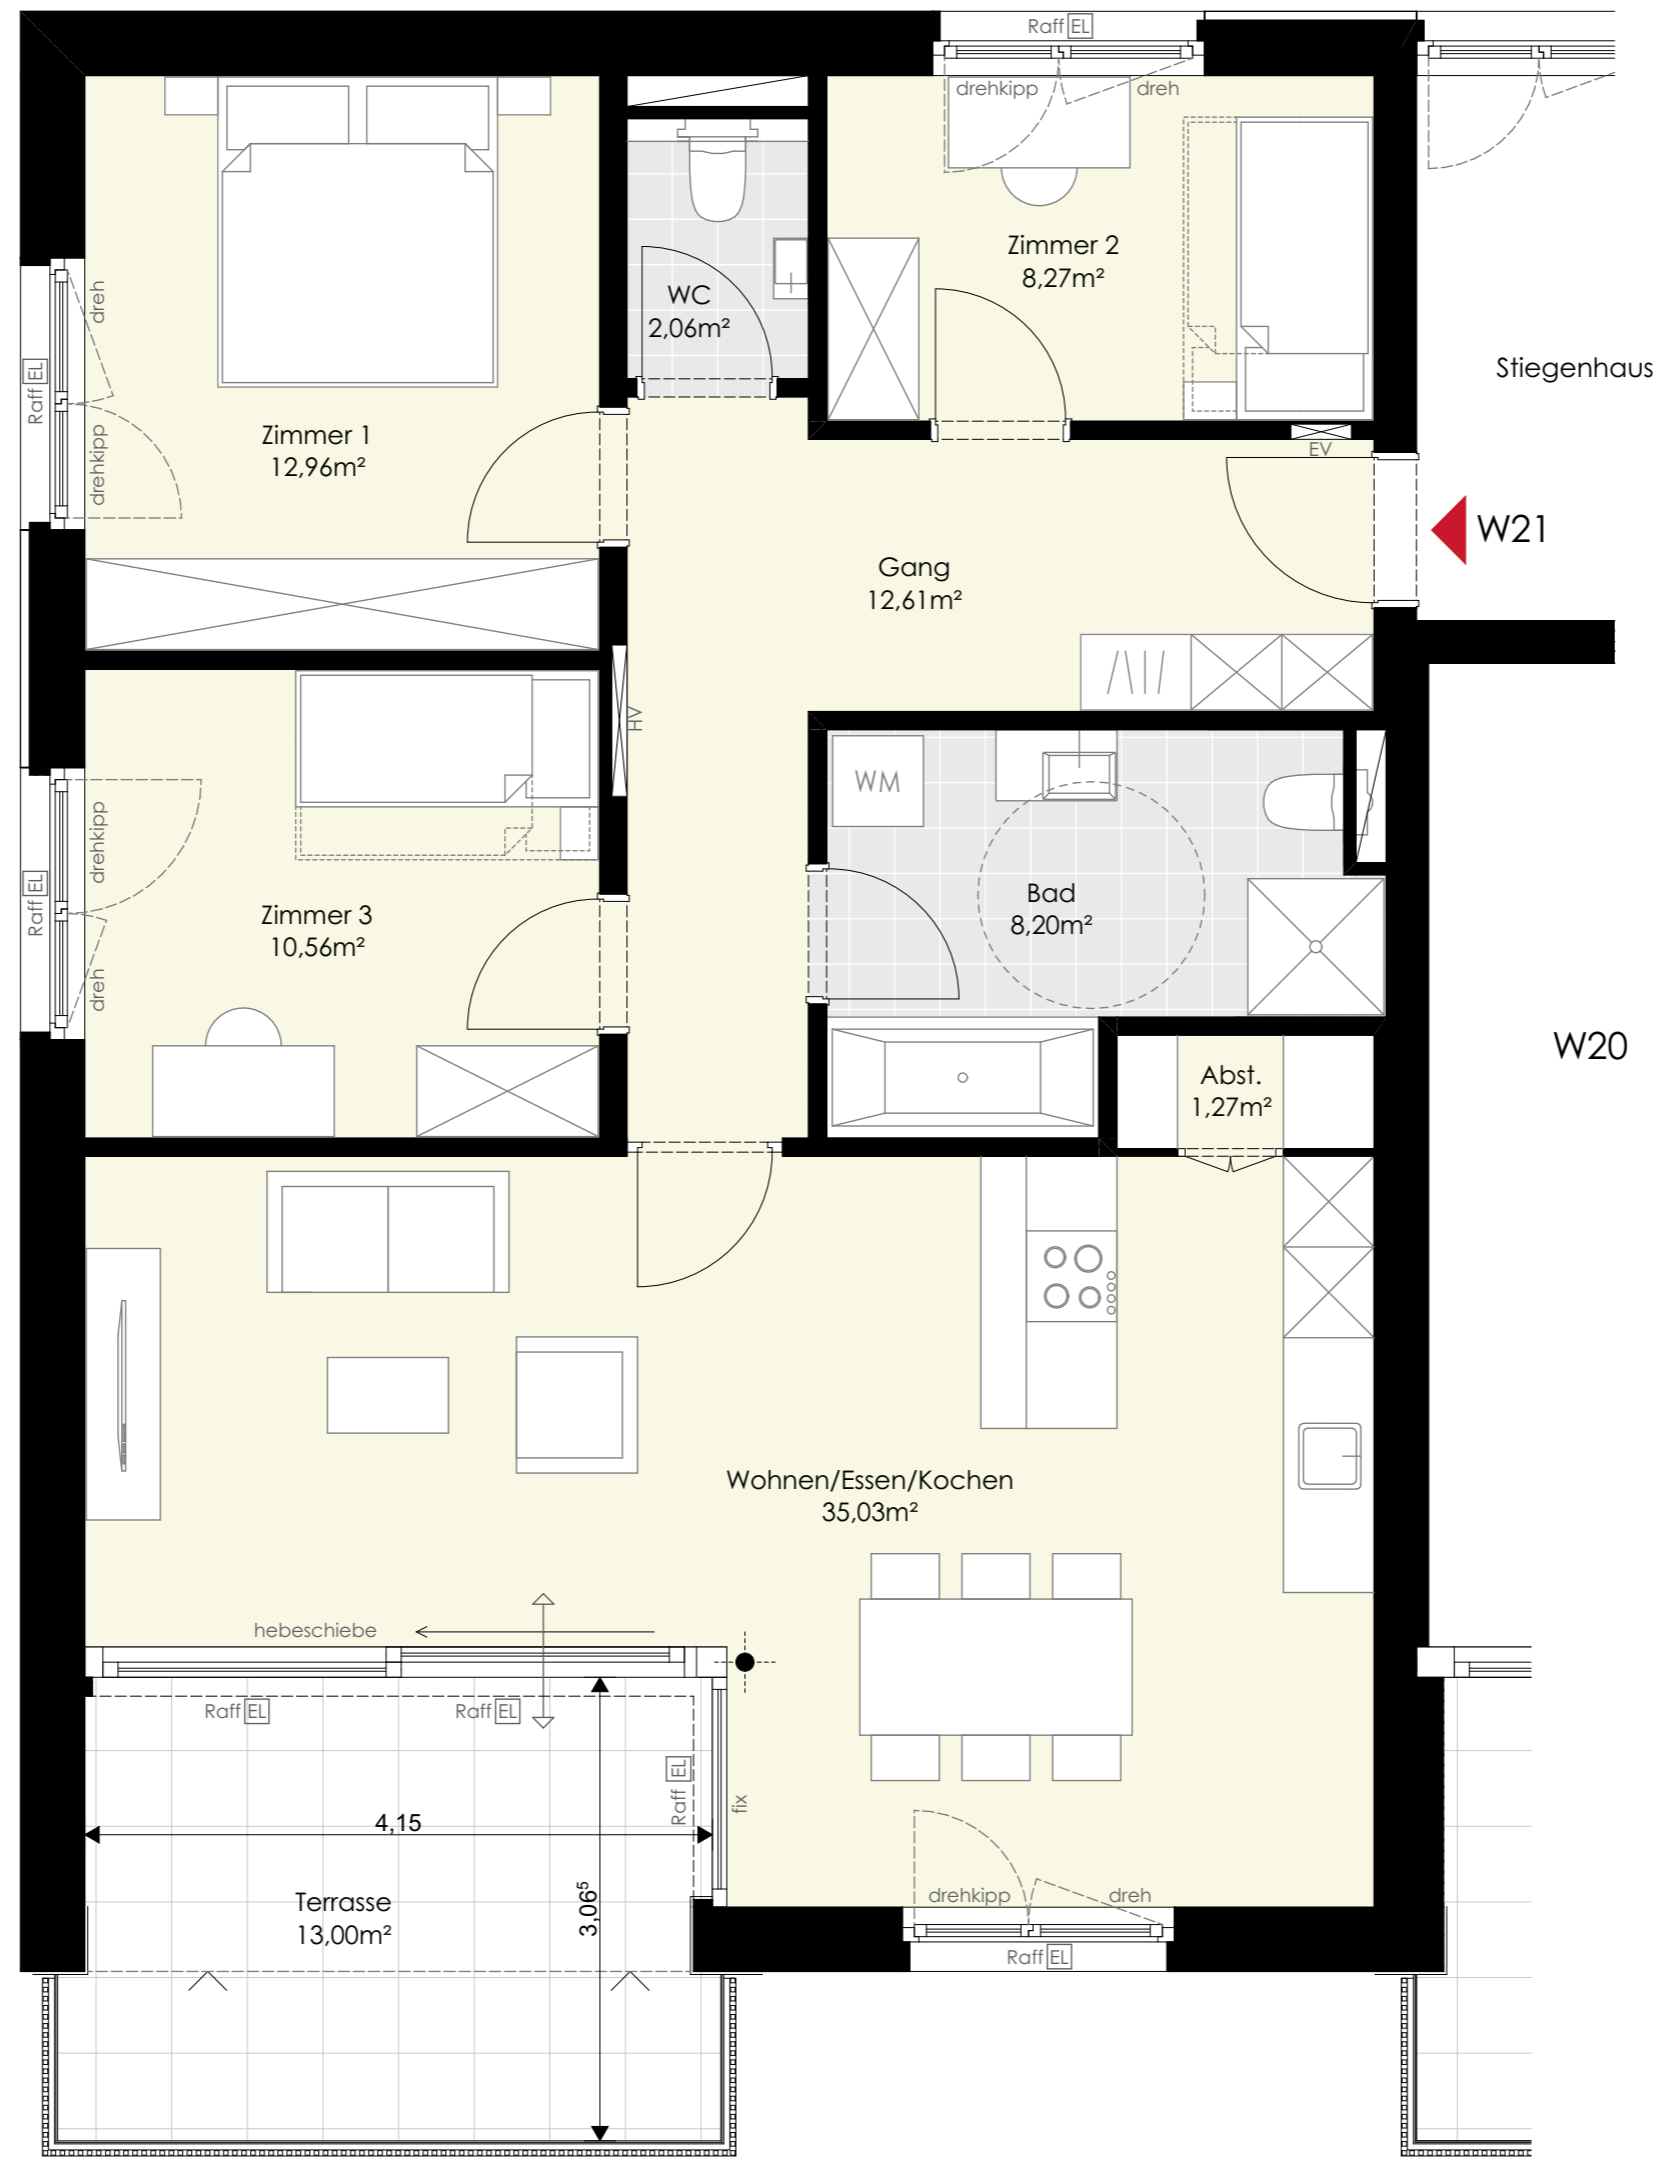 Raff EL
drehkipp
dreh
Zimmer 2
8,27m²
WC
2,06m²
dreh
Raff EL
drehkipp
Zimmer 1
12,96m²
Stiegenhaus
EV
W21
Gang
12,61m²
HV
WM
drehkipp
Raff EL
dreh
Zimmer 3
10,56m²
Bad
8,20m²
W20
Abst.
1,27m²
Wohnen/Essen/Kochen
35,03m²
hebeschiebe
Raff EL
Raff EL
Raff EL
fix
4,15
3,06⁵
Terrasse
13,00m²
drehkipp
dreh
Raff EL